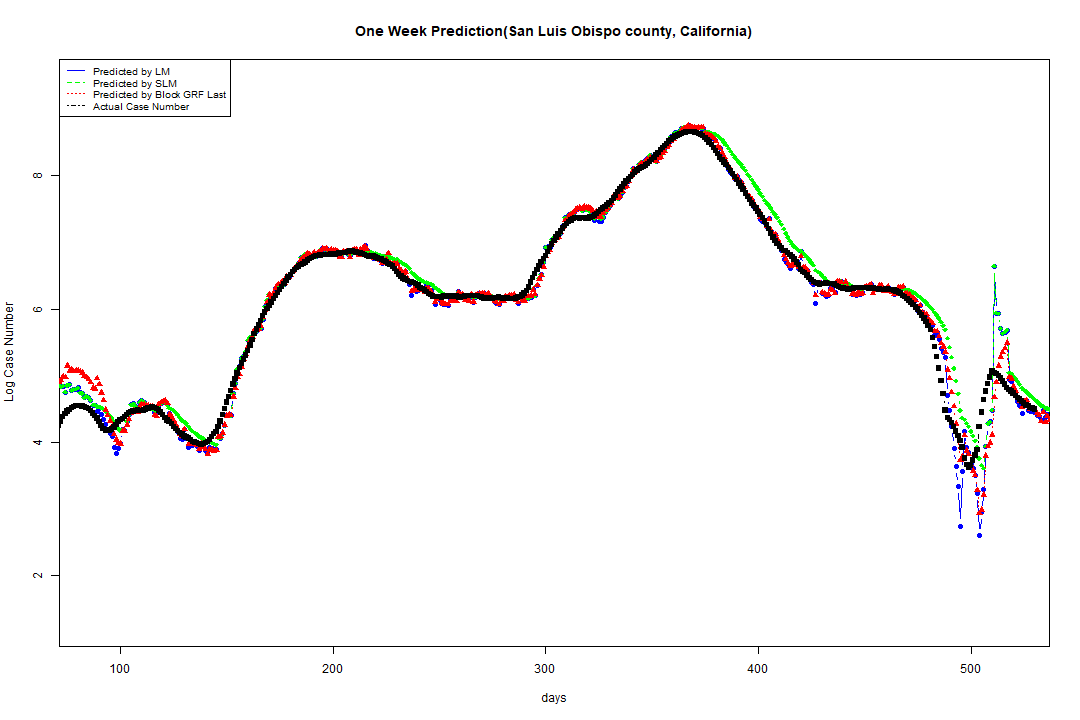 One Week Prediction(San Luis Obispo county, California)
Predicted by LM
Predicted by SLM
Predicted by Block GRF Last
Actual Case Number
8
6
4
2
Log Case Number
100 200 300 400 500
days